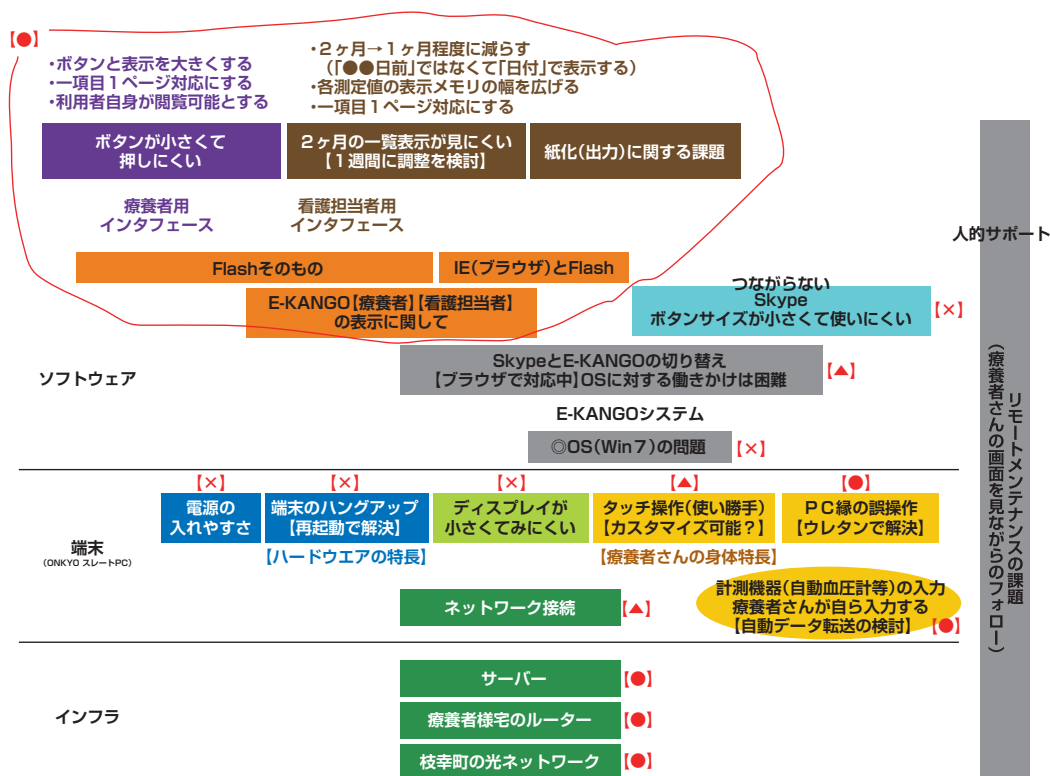 【●】
・ボタンと表示を大きくする
・一項目１ページ対応にする
・利用者自身が閲覧可能とする
・２ヶ月→１ヶ月程度に減らす
（「●●日前」ではなくて「日付」で表示する）
・各測定値の表示メモリの幅を広げる
・一項目１ページ対応にする
ボタンが小さくて
押しにくい
２ヶ月の一覧表示が見にくい
【１週間に調整を検討】
紙化（出力）に関する課題
療養者用
インタフェース
看護担当者用
インタフェース
Flashそのもの
IE（ブラウザ）とFlash
E-KANGO【療養者】【看護担当者】
の表示に関して
つながらない
Skype
ボタンサイズが小さくて使いにくい
【×】
ソフトウェア
SkypeとE-KANGOの切り替え
【ブラウザで対応中】OSに対する働きかけは困難
【▲】
E-KANGOシステム
◎OS（Win７）の問題
【×】
【×】
電源の
入れやすさ
【×】
端末のハングアップ
【再起動で解決】
【×】
ディスプレイが
小さくてみにくい
【▲】
タッチ操作（使い勝手）
【カスタマイズ可能？】
【●】
ＰＣ縁の誤操作
【ウレタンで解決】
端末
（ONKYO スレートPC）
【ハードウエアの特長】
【療養者さんの身体特長】
ネットワーク接続
【▲】
計測機器（自動血圧計等）の入力
療養者さんが自ら入力する
【自動データ転送の検討】
【●】
インフラ
サーバー
【●】
療養者様宅のルーター
【●】
枝幸町の光ネットワーク
【●】
人的サポート
リモートメンテナンスの課題
（療養者さんの画面を見ながらのフォロー）